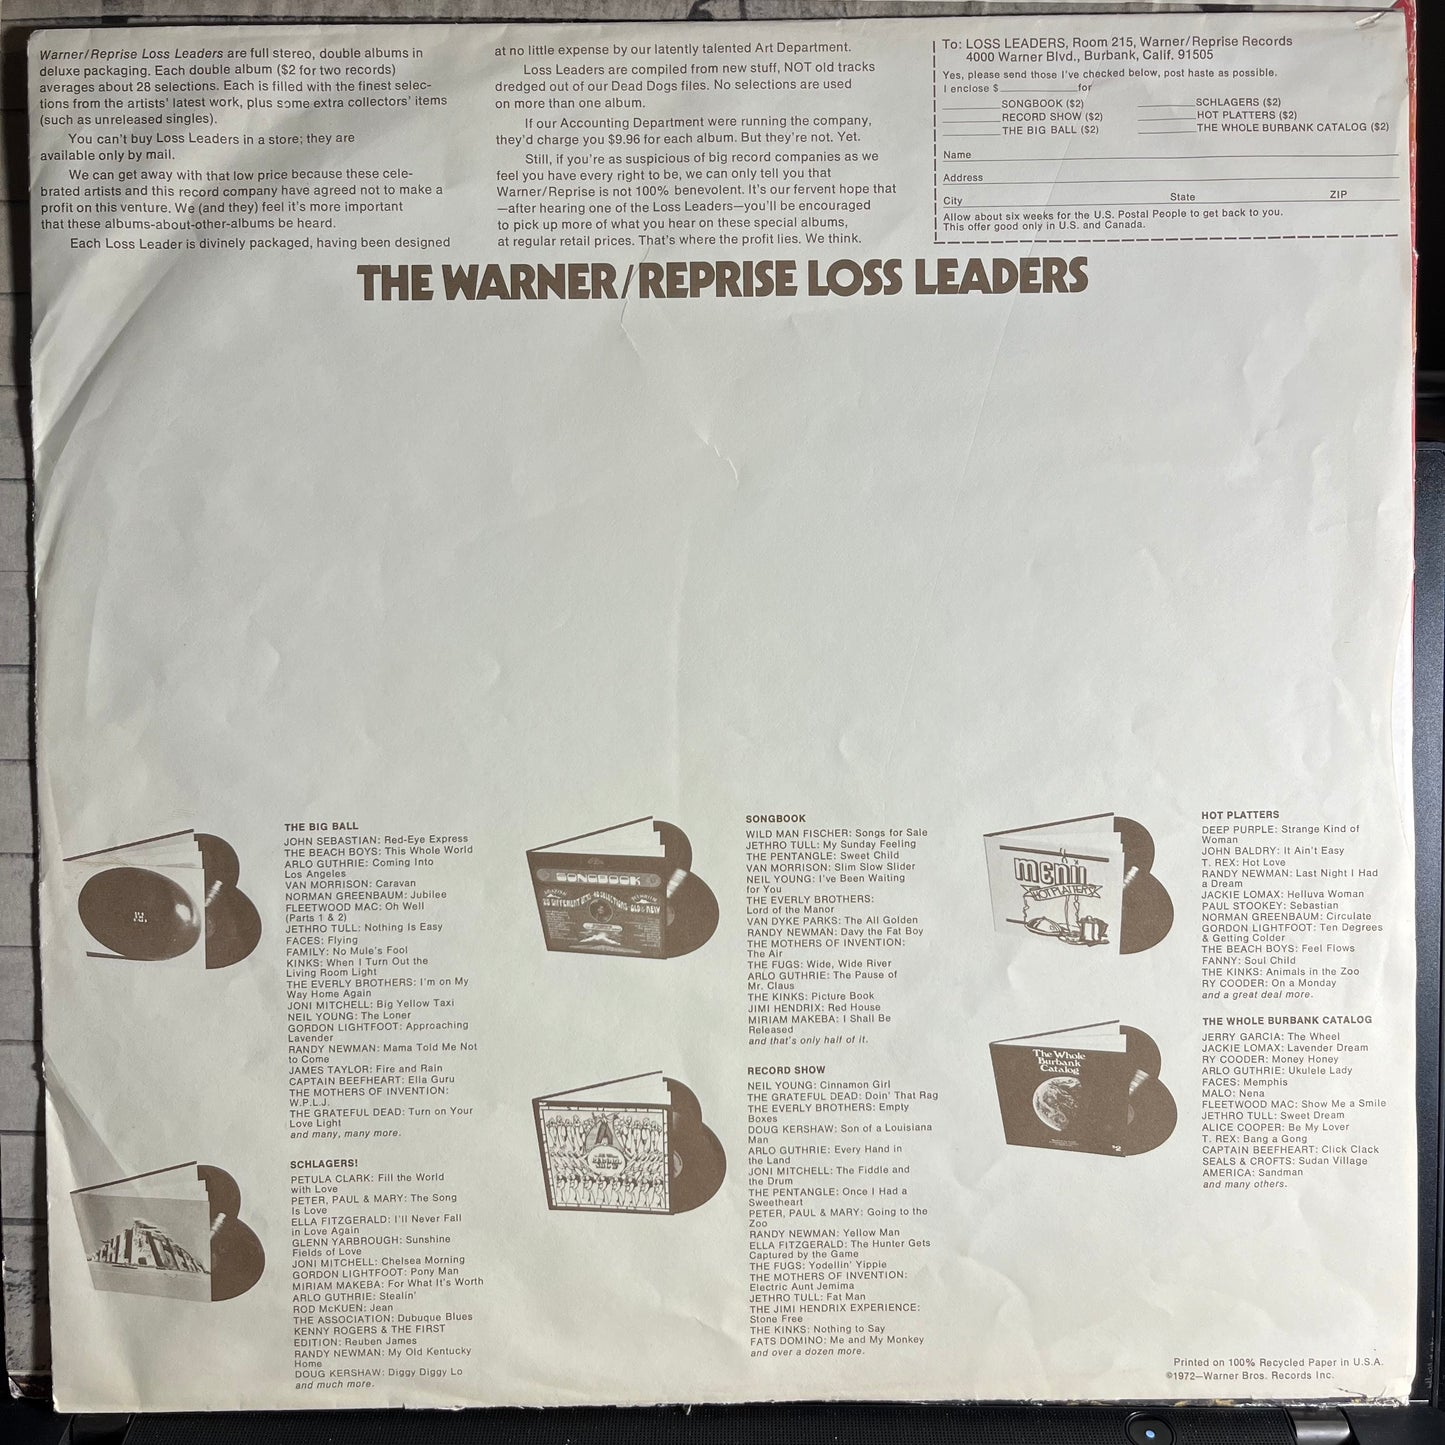 Warner/Reprise Loss Leaders are full stereo, double albums in
deluxe packaging. Each double album ($2 for two records)
averages about 28 selections. Each is filled with the finest selec-
tions from the artists' latest work, plus some extra collectors' items
(such as unreleased singles).
You can't buy Loss Leaders in a store; they are
available only by mail.
We can get away with that low price because these cele-
brated artists and this record company have agreed not to make a
profit on this venture. We (and they) feel it's more important
that these albums-about-other-albums be heard.
Each Loss Leader is divinely packaged, having been designed
at no little expense by our latently talented Art Department.
Loss Leaders are compiled from new stuff, NOT old tracks
dredged out of our Dead Dogs files. No selections are used
on more than one album.
If our Accounting Department were running the company,
they'd charge you $9.96 for each album. But they're not. Yet.
Still, if you're as suspicious of big record companies as we
feel you have every right to be, we can only tell you that
Warner/Reprise is not 100% benevolent. It's our fervent hope that
—after hearing one of the Loss Leaders—you'll be encouraged
to pick up more of what you hear on these special albums,
at regular retail prices. That's where the profit lies. We think.
To: LOSS LEADERS, Room 215, Warner/Reprise Records
4000 Warner Blvd., Burbank, Calif. 91505
Yes, please send those I've checked below, post haste as possible.
I enclose $ ____________for
__________SONGBOOK ($2)
__________RECORD SHOW ($2)
__________THE BIG BALL ($2)
__________SCHLAGERS ($2)
__________HOT PLATTERS ($2)
__________THE WHOLE BURBANK CATALOG ($2)
Name
Address
City State ZIP
Allow about six weeks for the U.S. Postal People to get back to you.
This offer good only in U.S. and Canada.
THE WARNER/REPRISE LOSS LEADERS
THE BIG BALL
JOHN SEBASTIAN: Red-Eye Express
THE BEACH BOYS: This Whole World
ARLO GUTHRIE: Coming Into
Los Angeles
VAN MORRISON: Caravan
NORMAN GREENBAUM: Jubilee
FLEETWOOD MAC: Oh Well
(Parts 1 & 2)
JETHRO TULL: Nothing Is Easy
FACES: Flying
FAMILY: No Mule's Fool
KINKS: When I Turn Out the
Living Room Light
THE EVERLY BROTHERS: I'm on My
Way Home Again
JONI MITCHELL: Big Yellow Taxi
NEIL YOUNG: The Loner
GORDON LIGHTFOOT: Approaching
Lavender
RANDY NEWMAN: Mama Told Me Not
to Come
JAMES TAYLOR: Fire and Rain
CAPTAIN BEEFHEART: Ella Guru
THE MOTHERS OF INVENTION:
W.P.L.J.
THE GRATEFUL DEAD: Turn on Your
Love Light
and many, many more.
SCHLAGERS!
PETULA CLARK: Fill the World
with Love
PETER, PAUL & MARY: The Song
Is Love
ELLA FITZGERALD: I'll Never Fall
in Love Again
GLENN YARBROUGH: Sunshine
Fields of Love
JONI MITCHELL: Chelsea Morning
GORDON LIGHTFOOT: Pony Man
MIRIAM MAKEBA: For What It's Worth
ARLO GUTHRIE: Stealin'
ROD McKUEN: Jean
THE ASSOCIATION: Dubuque Blues
KENNY ROGERS & THE FIRST
EDITION: Reuben James
RANDY NEWMAN: My Old Kentucky
Home
DOUG KERSHAW: Diggy Diggy Lo
and much more.
SONGBOOK
SONGBOOK
WILD MAN FISCHER: Songs for Sale
JETHRO TULL: My Sunday Feeling
THE PENTANGLE: Sweet Child
VAN MORRISON: Slim Slow Slider
NEIL YOUNG: I've Been Waiting
for You
THE EVERLY BROTHERS:
Lord of the Manor
VAN DYKE PARKS: The All Golden
RANDY NEWMAN: Davy the Fat Boy
THE MOTHERS OF INVENTION:
The Air
THE FUGS: Wide, Wide River
ARLO GUTHRIE: The Pause of
Mr. Claus
THE KINKS: Picture Book
JIMI HENDRIX: Red House
MIRIAM MAKEBA: I Shall Be
Released
and that's only half of it.
RECORD SHOW
NEIL YOUNG: Cinnamon Girl
THE GRATEFUL DEAD: Doin' That Rag
THE EVERLY BROTHERS: Empty
Boxes
DOUG KERSHAW: Son of a Louisiana
Man
ARLO GUTHRIE: Every Hand in
the Land
JONI MITCHELL: The Fiddle and
the Drum
THE PENTANGLE: Once I Had a
Sweetheart
PETER, PAUL & MARY: Going to the
Zoo
RANDY NEWMAN: Yellow Man
ELLA FITZGERALD: The Hunter Gets
Captured by the Game
THE FUGS: Yodellin' Yippie
THE MOTHERS OF INVENTION:
Electric Aunt Jemima
JETHRO TULL: Fat Man
THE JIMI HENDRIX EXPERIENCE:
Stone Free
THE KINKS: Nothing to Say
FATS DOMINO: Me and My Monkey
and over a dozen more.
MENÜ
HOT PLATTERS
HOT PLATTERS
DEEP PURPLE: Strange Kind of
Woman
JOHN BALDRY: It Ain't Easy
T. REX: Hot Love
RANDY NEWMAN: Last Night I Had
a Dream
JACKIE LOMAX: Helluva Woman
PAUL STOOKEY: Sebastian
NORMAN GREENBAUM: Circulate
GORDON LIGHTFOOT: Ten Degrees
& Getting Colder
THE BEACH BOYS: Feel Flows
FANNY: Soul Child
THE KINKS: Animals in the Zoo
RY COODER: On a Monday
and a great deal more.
The Whole
Burbank
Catalog
$2
THE WHOLE BURBANK CATALOG
JERRY GARCIA: The Wheel
JACKIE LOMAX: Lavender Dream
RY COODER: Money Honey
ARLO GUTHRIE: Ukulele Lady
FACES: Memphis
MALO: Nena
FLEETWOOD MAC: Show Me a Smile
JETHRO TULL: Sweet Dream
ALICE COOPER: Be My Lover
T. REX: Bang a Gong
CAPTAIN BEEFHEART: Click Clack
SEALS & CROFTS: Sudan Village
AMERICA: Sandman
and many others.
Printed on 100% Recycled Paper in U.S.A.
©1972—Warner Bros. Records Inc.